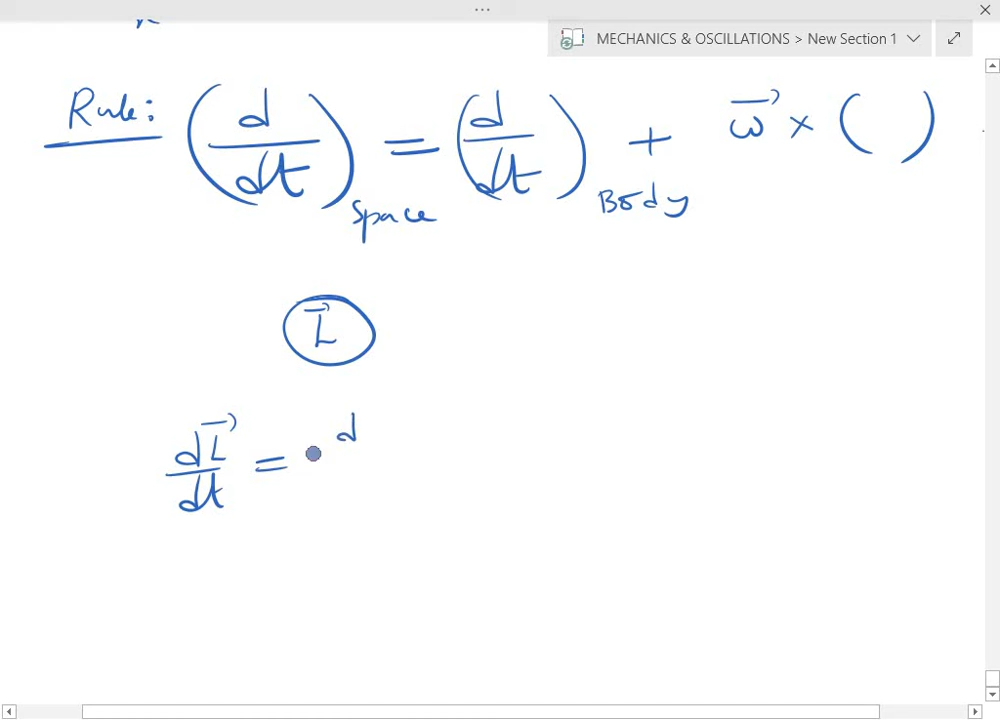 MECHANICS & OSCILLATIONS > New Section 1
Rule: (d/dt)Space = (d/dt)Body + ω⃗ × ( )
L⃗
dL⃗/dt = d